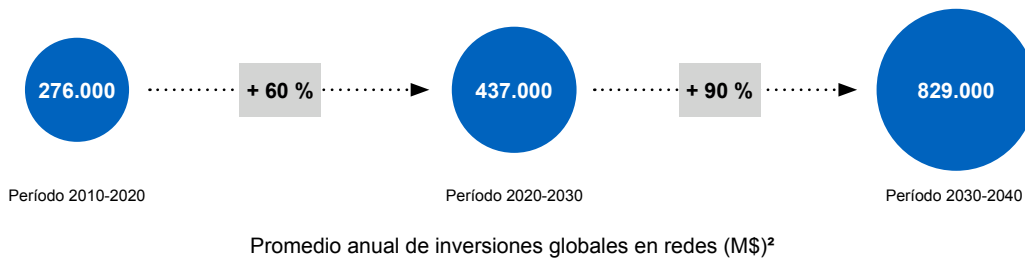 276.000 + 60 % 437.000 + 90 % 829.000
Período 2010-2020 Período 2020-2030 Período 2030-2040
Promedio anual de inversiones globales en redes (M$)²